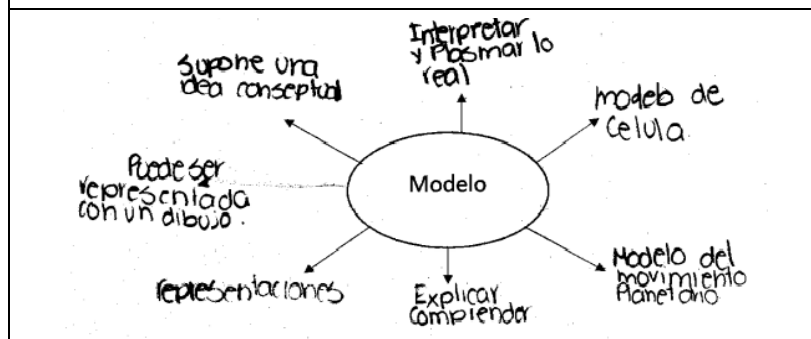 Interpretar
y Plasmar lo
real
Supone una
idea conseptual
modelo de
Celula.
Puede ser
representada
con un dibujo.
Modelo
representaciones
Explicar
Comprender
Modelo del
movimiento
Planetario